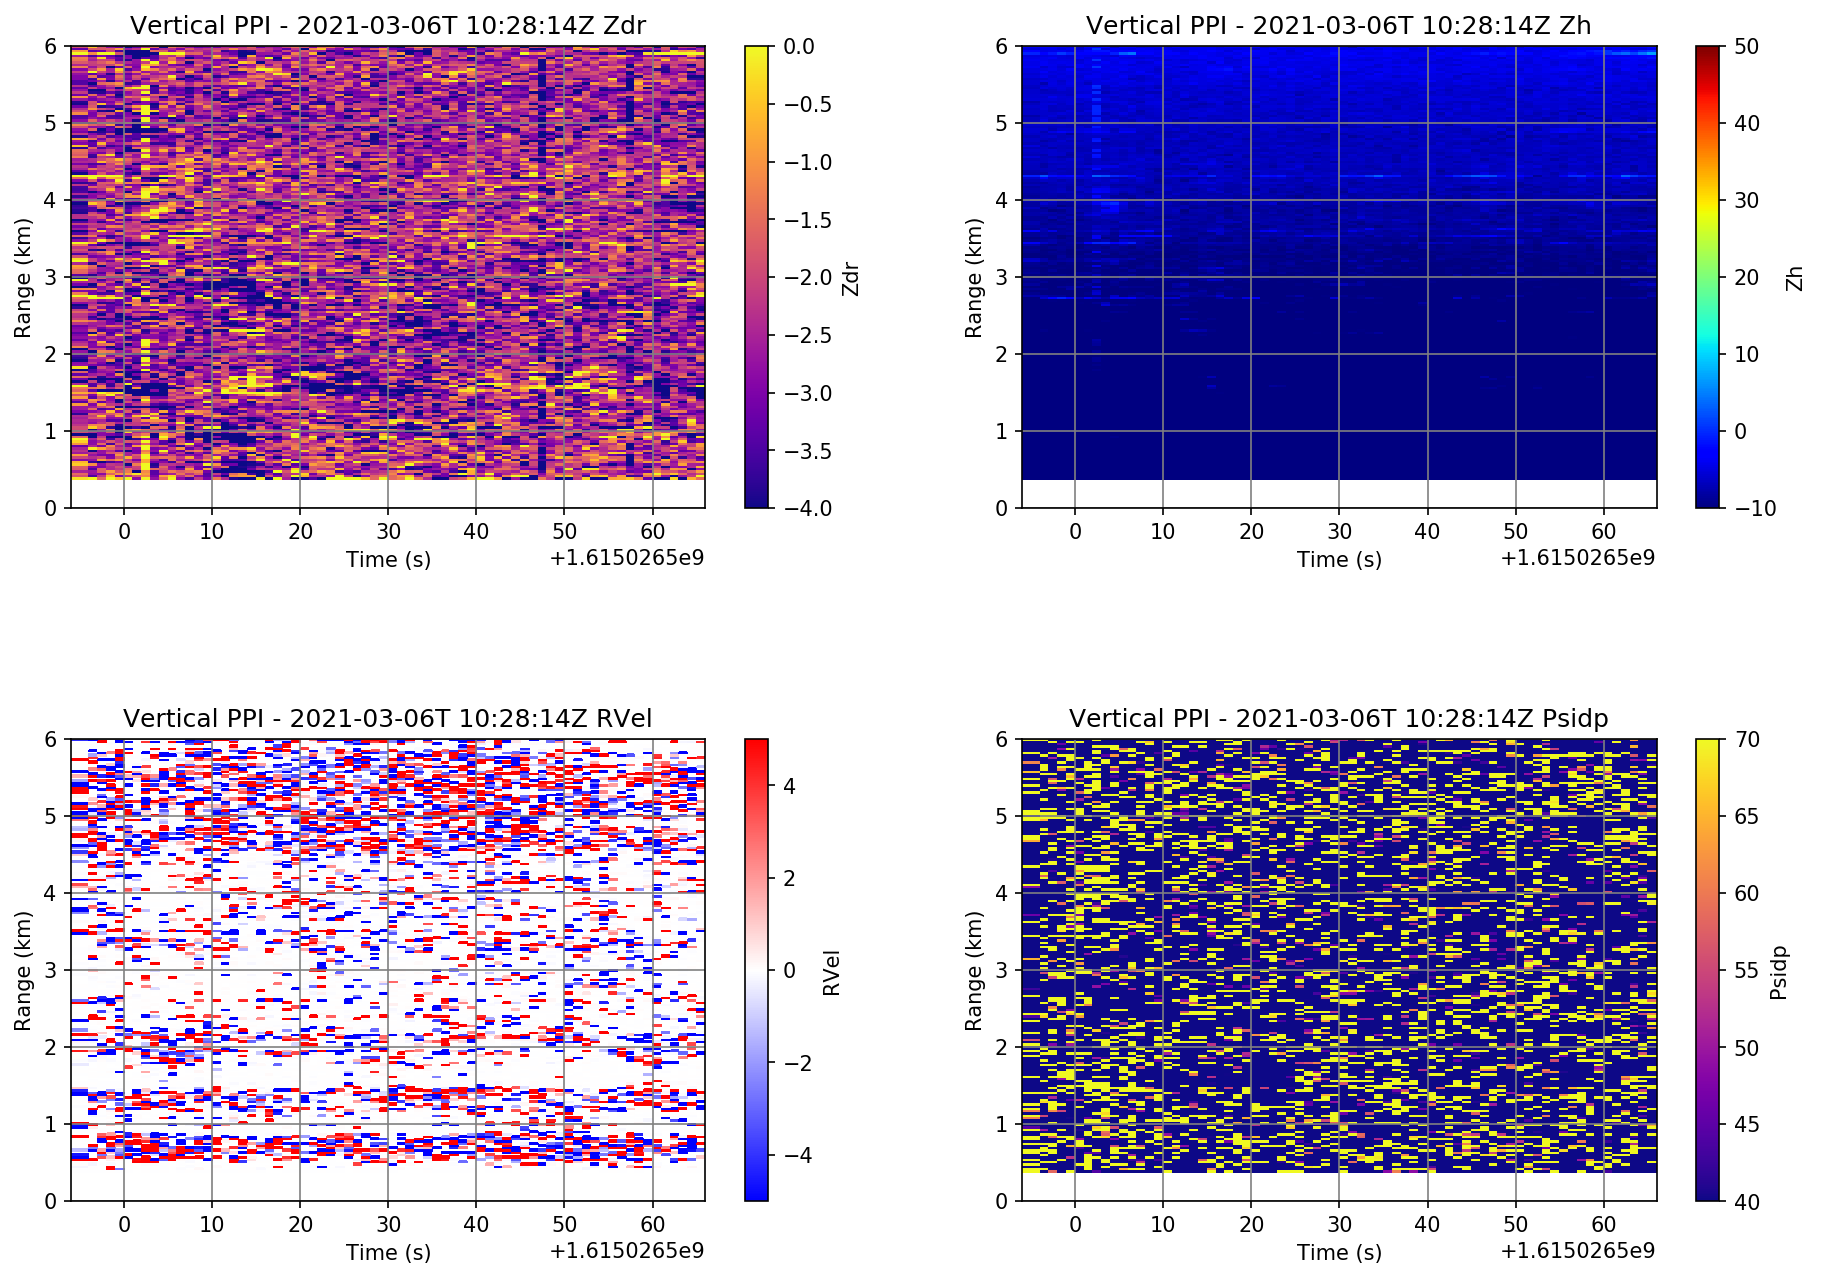 Vertical PPI - 2021-03-06T 10:28:14Z Zdr
6
5
4
3
2
1
0
Range (km)
0 10 20 30 40 50 60
Time (s)
+1.6150265e9
0.0
−0.5
−1.0
−1.5
−2.0
−2.5
−3.0
−3.5
−4.0
Zdr
Vertical PPI - 2021-03-06T 10:28:14Z Zh
6
5
4
3
2
1
0
Range (km)
0 10 20 30 40 50 60
Time (s)
+1.6150265e9
50
40
30
20
10
0
−10
Zh
Vertical PPI - 2021-03-06T 10:28:14Z RVel
6
5
4
3
2
1
0
Range (km)
0 10 20 30 40 50 60
Time (s)
+1.6150265e9
4
2
0
−2
−4
RVel
Vertical PPI - 2021-03-06T 10:28:14Z Psidp
6
5
4
3
2
1
0
Range (km)
0 10 20 30 40 50 60
Time (s)
+1.6150265e9
70
65
60
55
50
45
40
Psidp